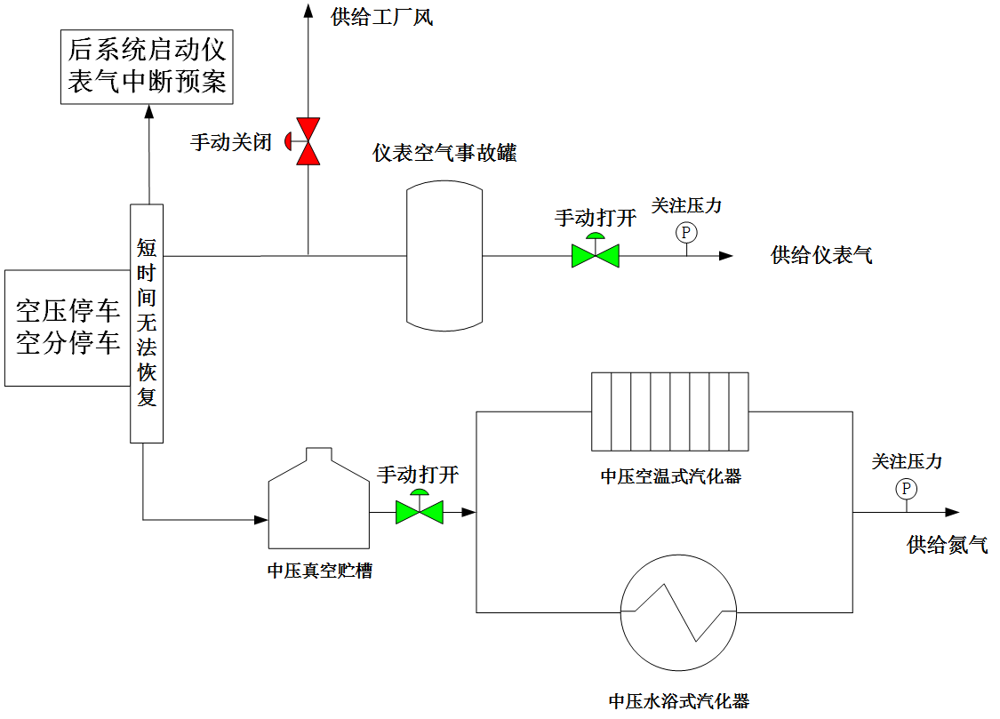 供给工厂风
后系统启动仪
表气中断预案
手动关闭
仪表空气事故罐
手动打开
关注压力
P
供给仪表气
短时间无法恢复
空压停车
空分停车
手动打开
中压空温式汽化器
关注压力
P
供给氮气
中压真空贮槽
中压水浴式汽化器